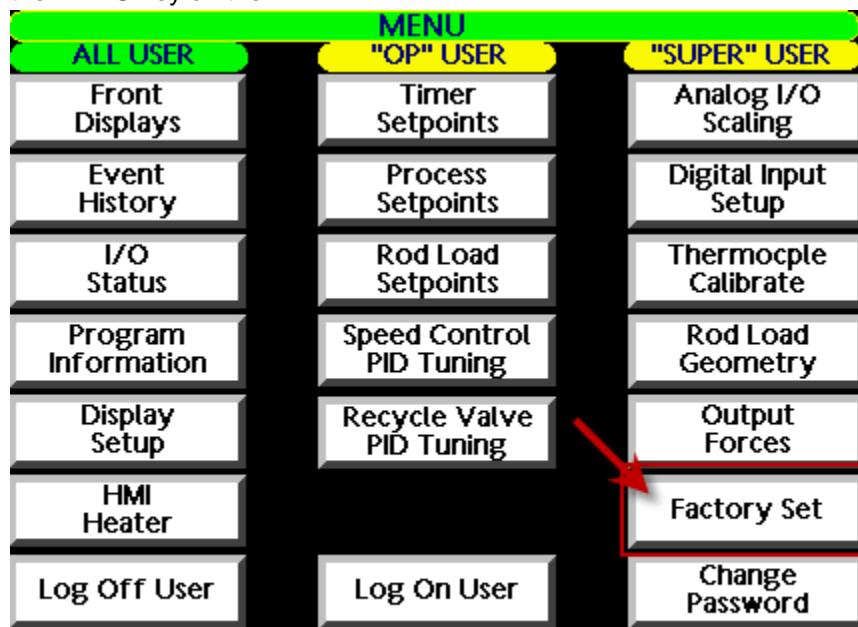 MENU
ALL USER
"OP" USER
"SUPER" USER
Front
Displays
Timer
Setpoints
Analog I/O
Scaling
Event
History
Process
Setpoints
Digital Input
Setup
I/O
Status
Rod Load
Setpoints
Thermocple
Calibrate
Program
Information
Speed Control
PID Tuning
Rod Load
Geometry
Display
Setup
Recycle Valve
PID Tuning
Output
Forces
HMI
Heater
Factory Set
Log Off User
Log On User
Change
Password